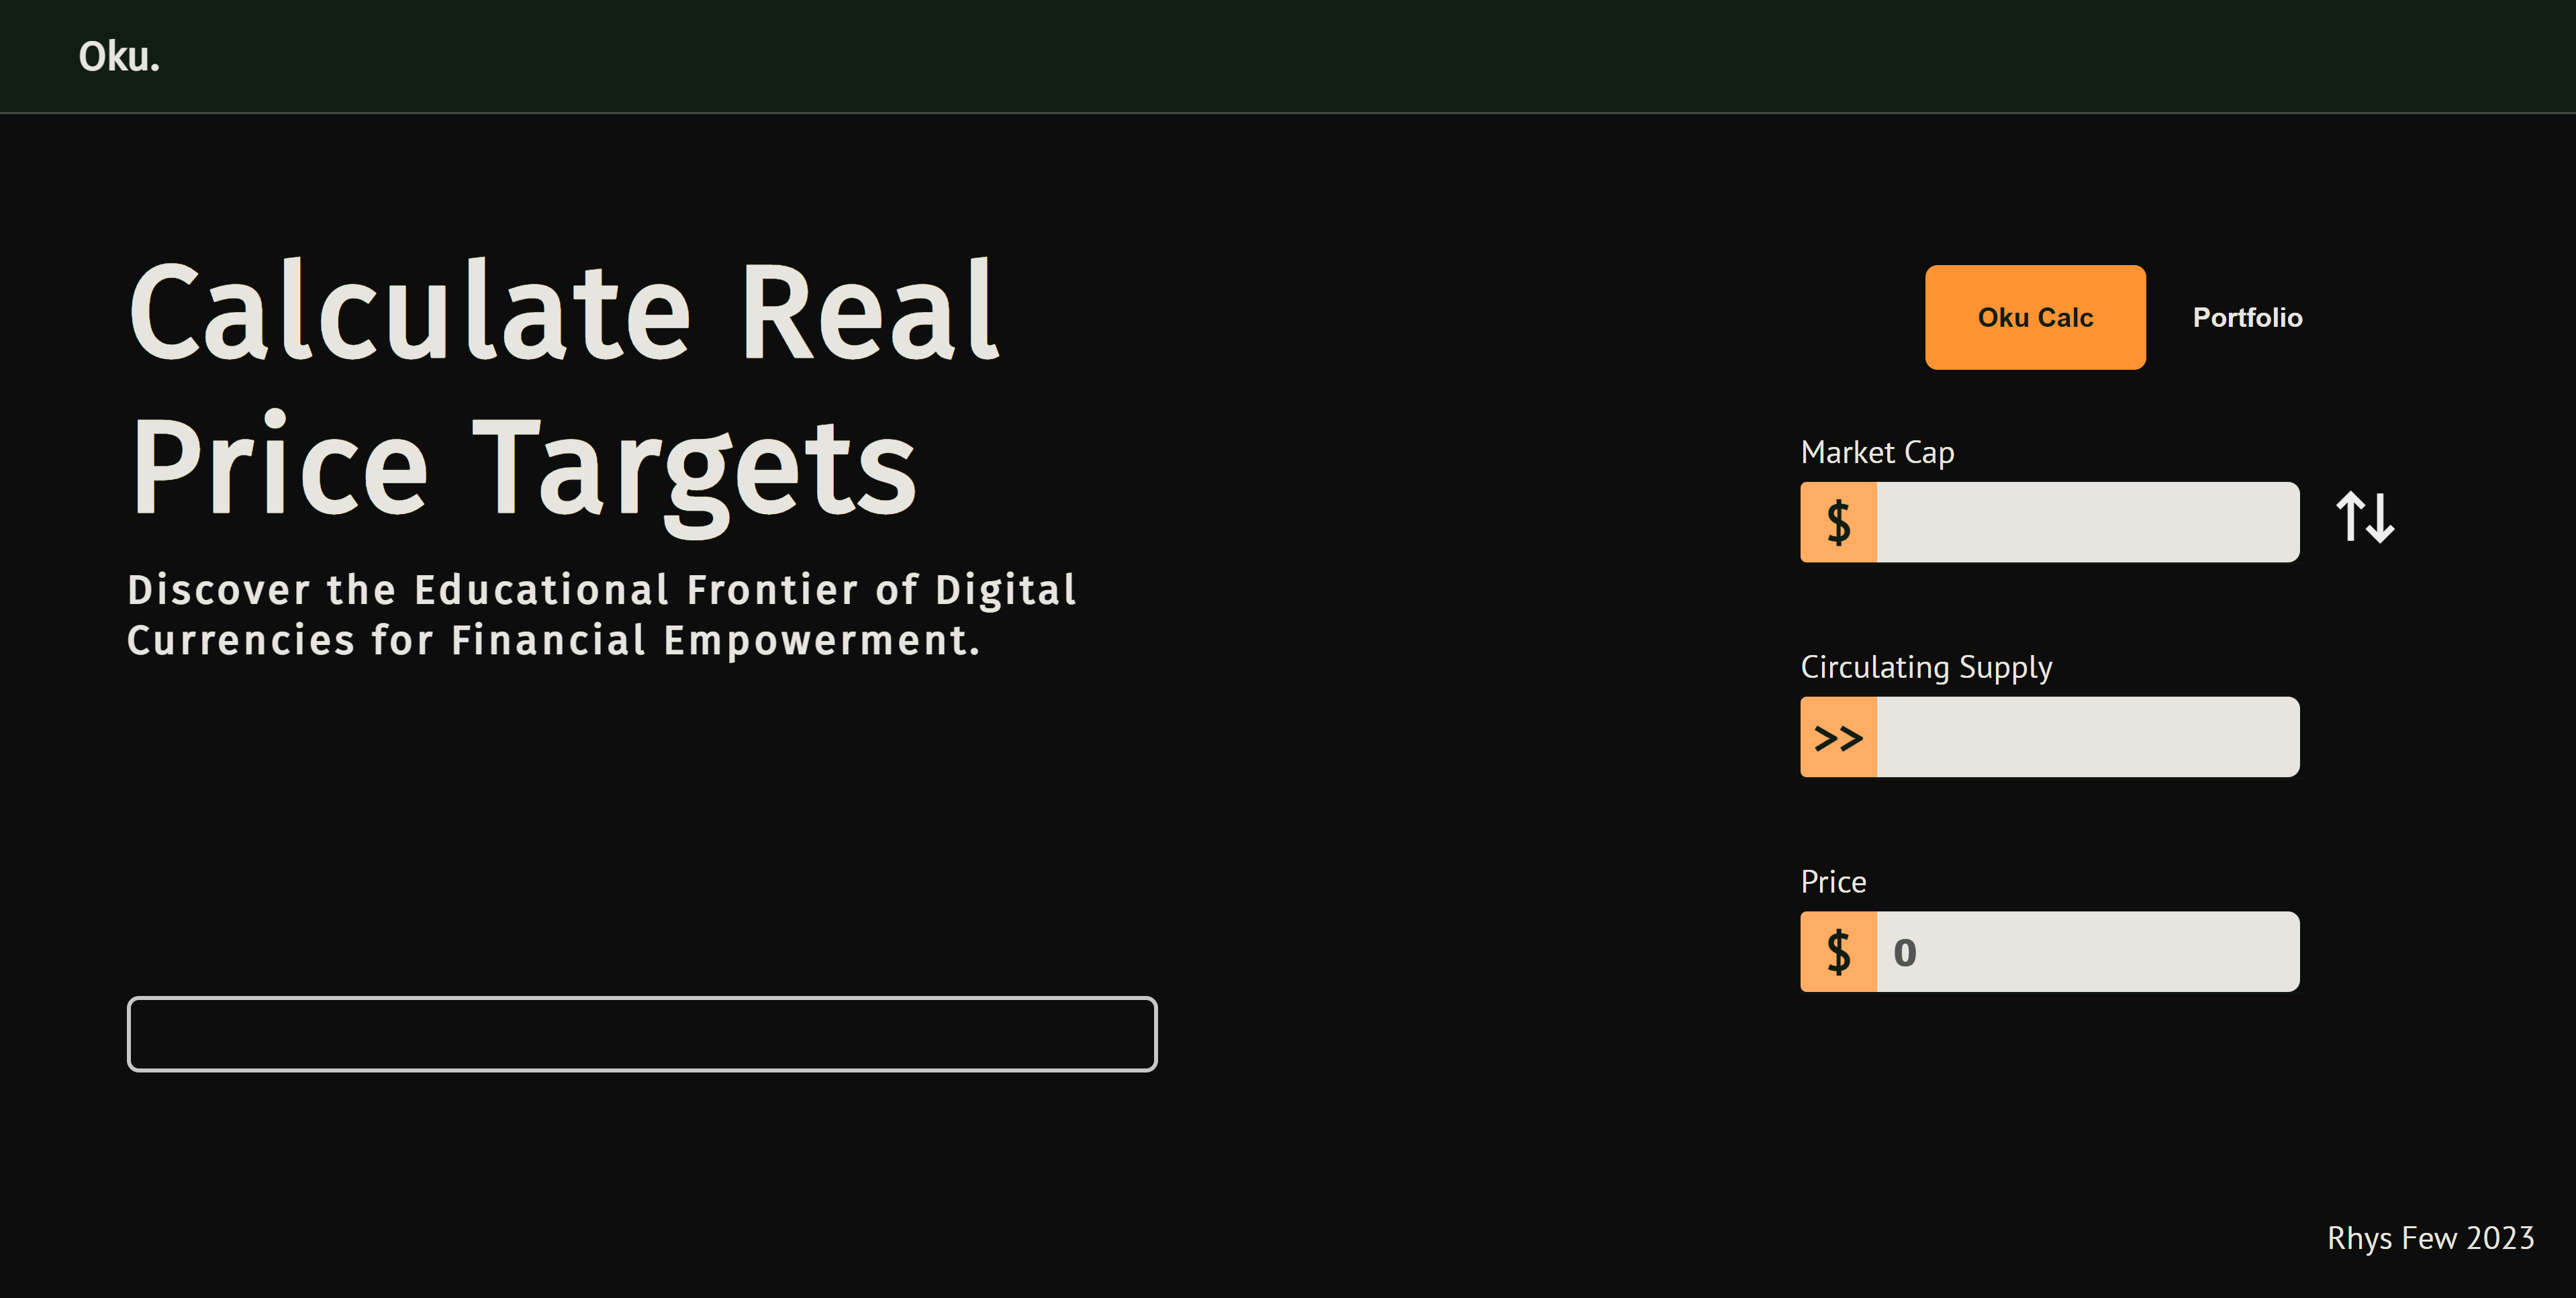 Oku.
Calculate Real
Price Targets
Discover the Educational Frontier of Digital
Currencies for Financial Empowerment.
Oku Calc
Portfolio
Market Cap
$
Circulating Supply
>>
Price
$ 0
Rhys Few 2023